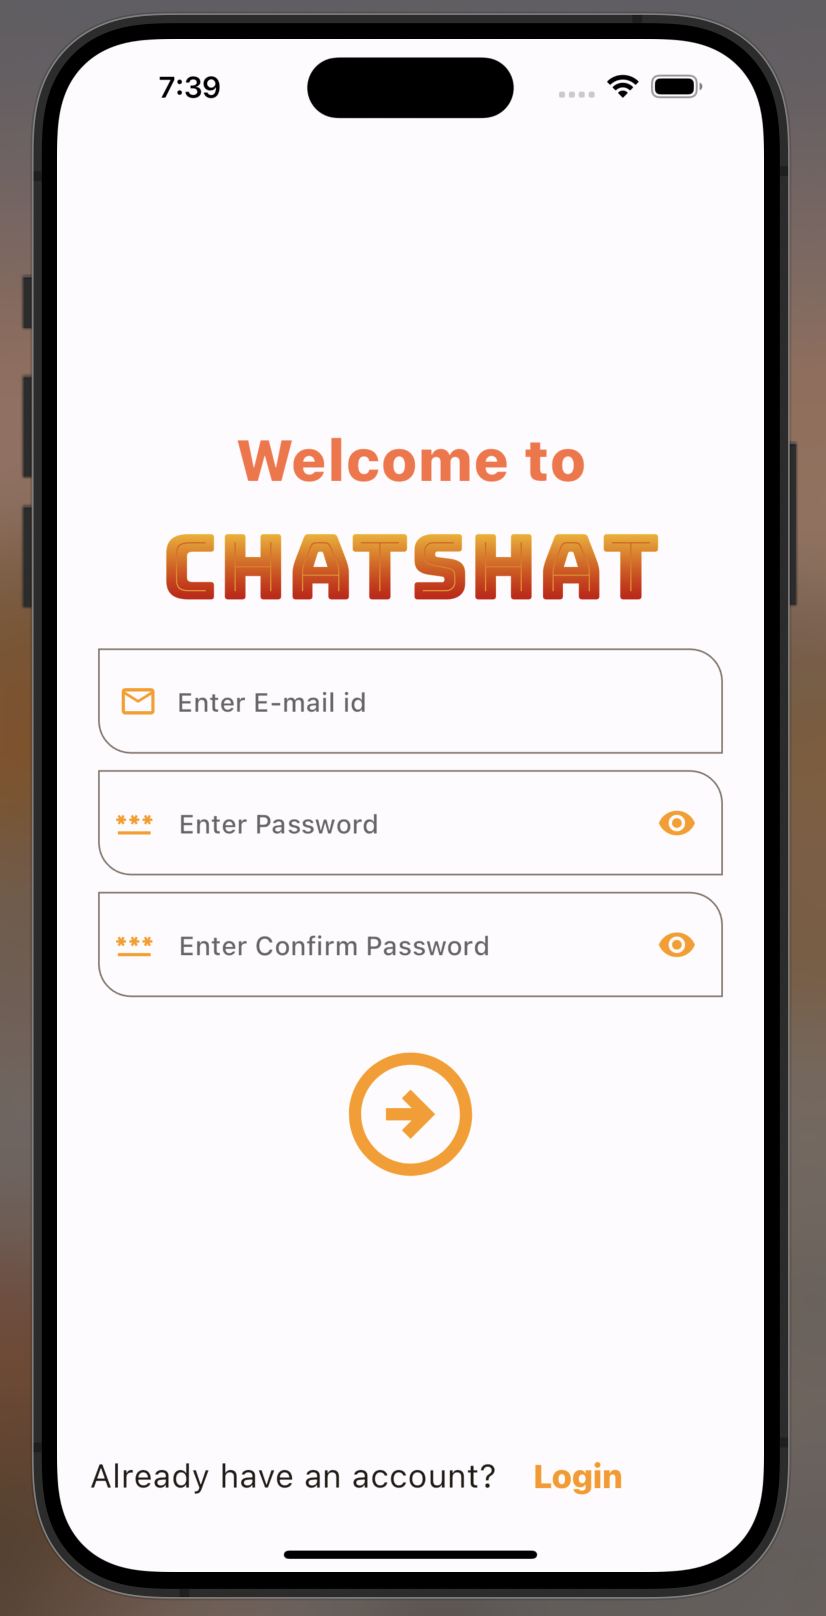 7:39
Welcome to
CHATSHAT
Enter E-mail id
*** Enter Password
*** Enter Confirm Password
Already have an account? Login